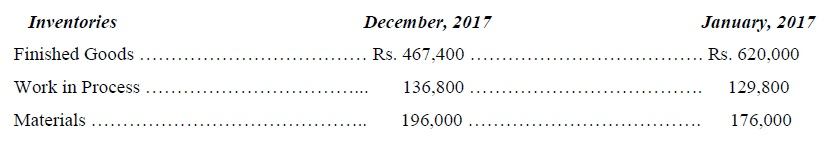 Inventories December, 2017 January, 2017
Finished Goods ................................. Rs. 467,400 ................................... Rs. 620,000
Work in Process ................................... 136,800 ................................... 129,800
Materials .......................................... 196,000 ................................... 176,000